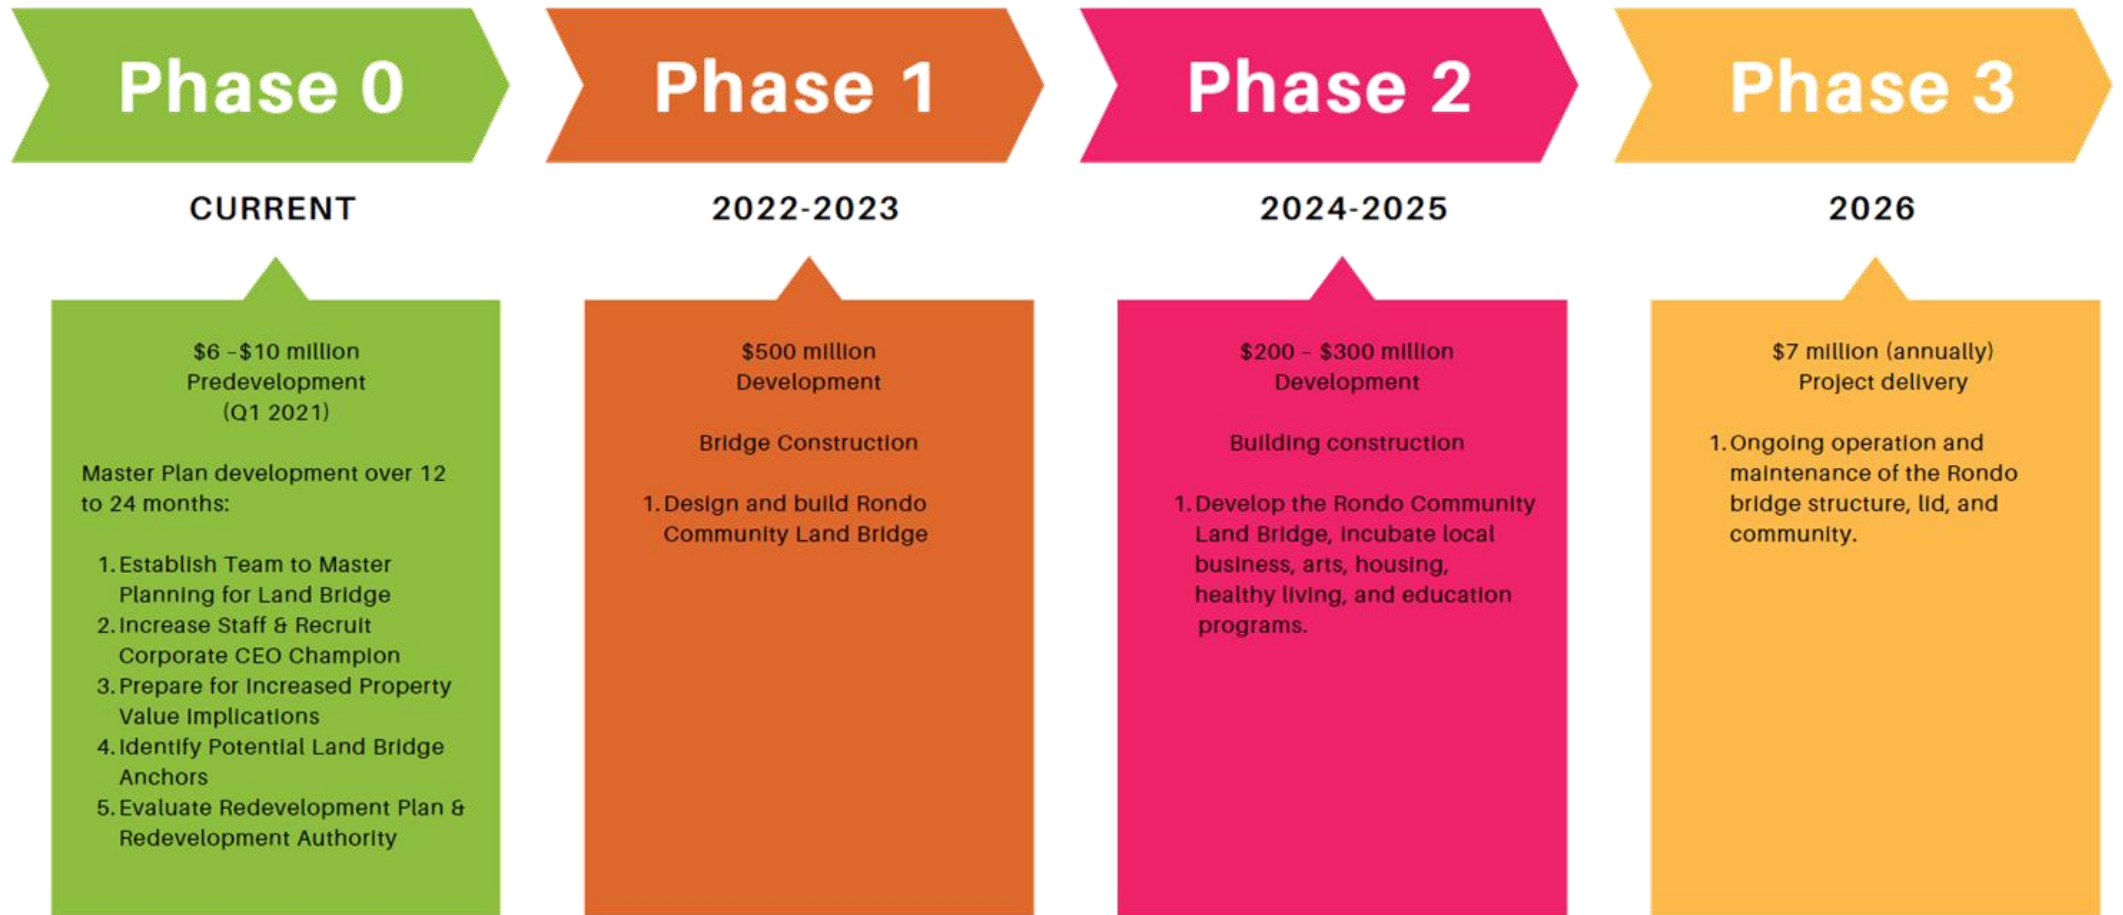 Phase 0
Phase 1
Phase 2
Phase 3
CURRENT
2022-2023
2024-2025
2026
$6 –$10 million
Predevelopment
(Q1 2021)
Master Plan development over 12
to 24 months:
1. Establish Team to Master
Planning for Land Bridge
2. Increase Staff & Recruit
Corporate CEO Champion
3. Prepare for Increased Property
Value Implications
4. Identify Potential Land Bridge
Anchors
5. Evaluate Redevelopment Plan &
Redevelopment Authority
$500 million
Development
Bridge Construction
1. Design and build Rondo
Community Land Bridge
$200 – $300 million
Development
Building construction
1. Develop the Rondo Community
Land Bridge, incubate local
business, arts, housing,
healthy living, and education
programs.
$7 million (annually)
Project delivery
1. Ongoing operation and
maintenance of the Rondo
bridge structure, lid, and
community.